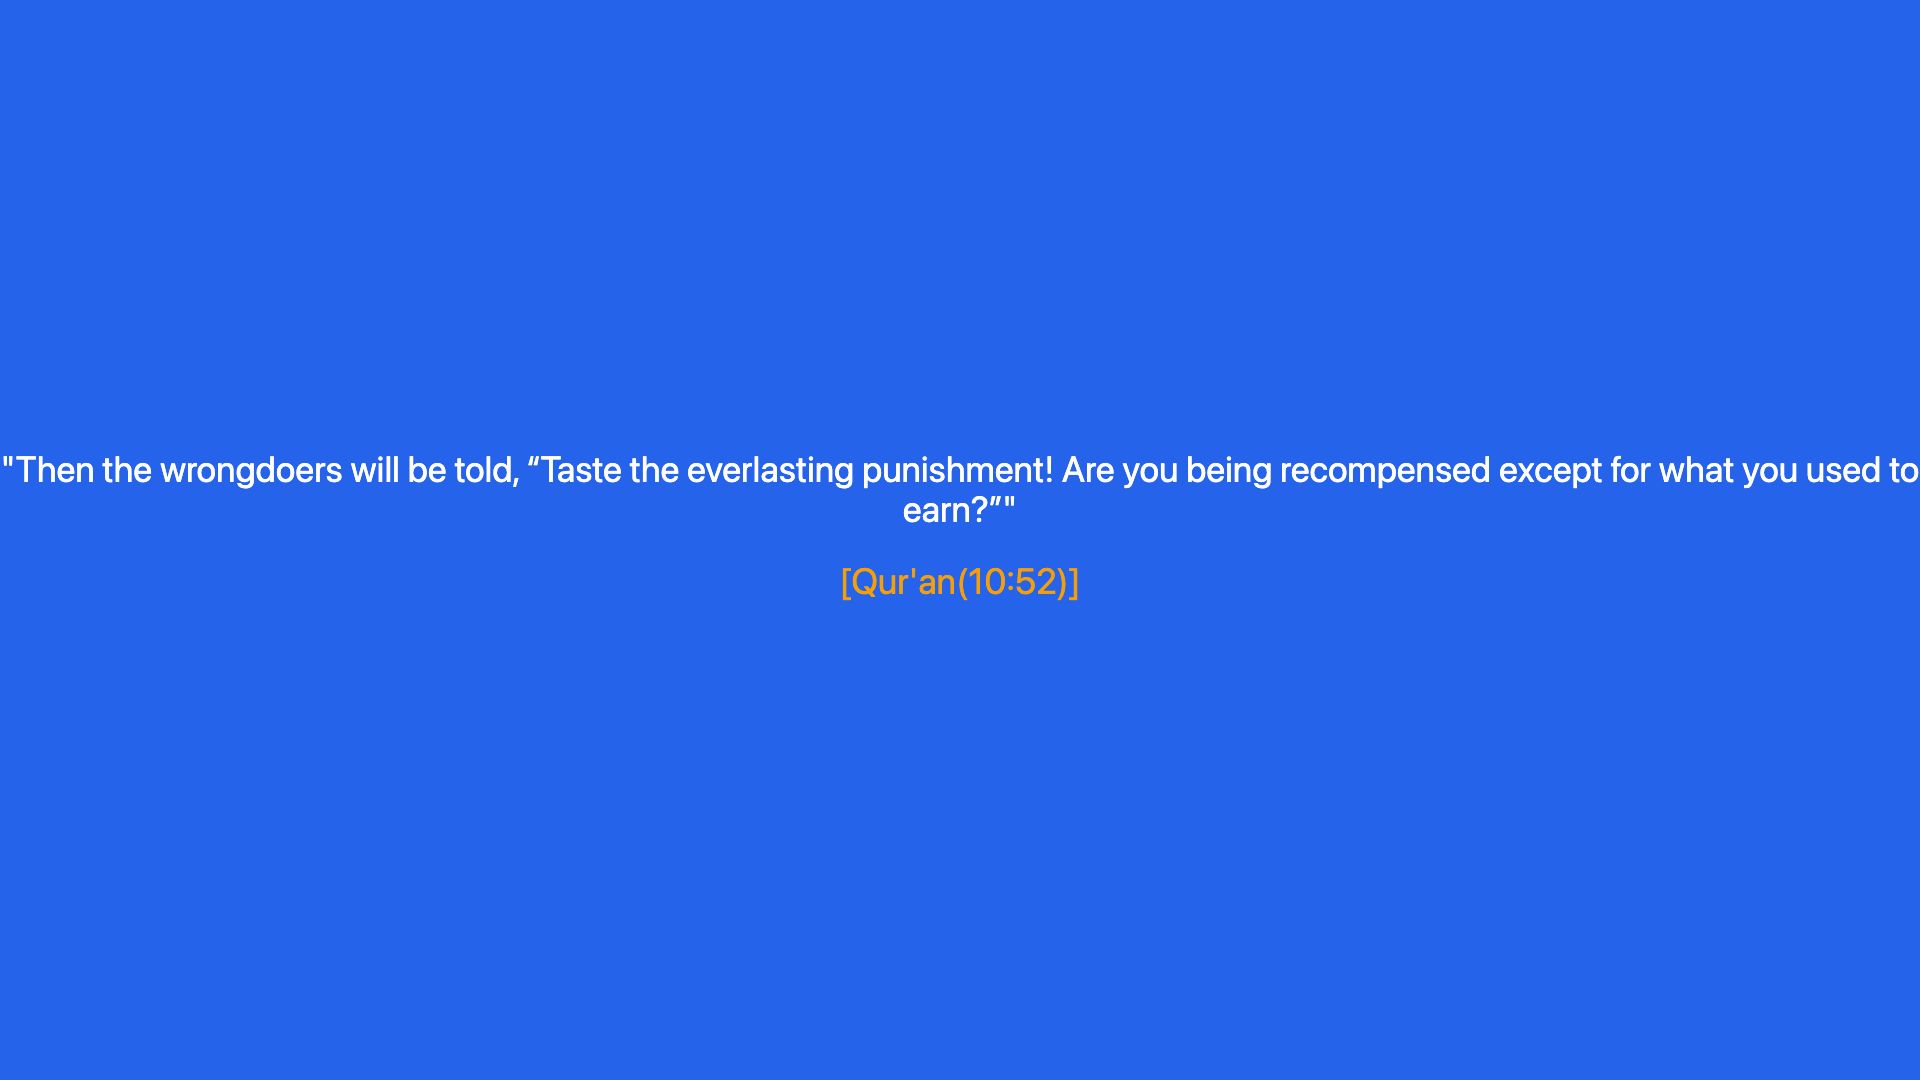 "Then the wrongdoers will be told, “Taste the everlasting punishment! Are you being recompensed except for what you used to
earn?”"
[Qur'an(10:52)]